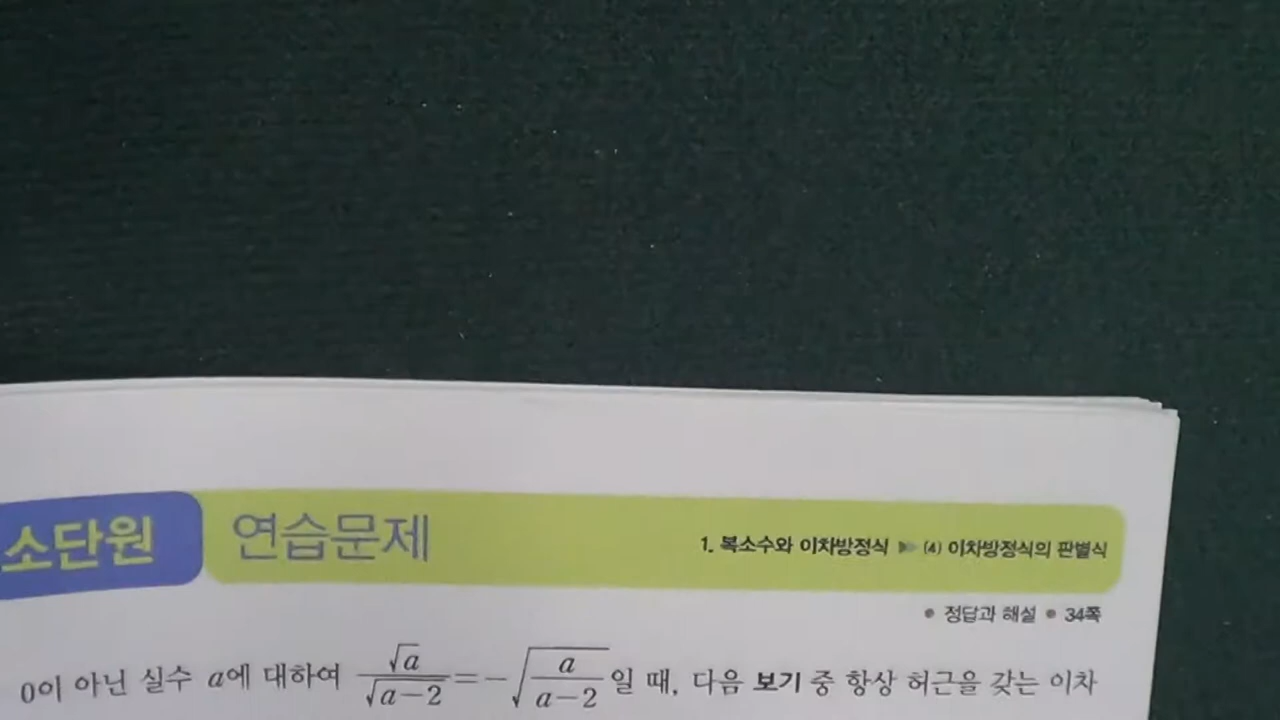 소단원 연습문제 1. 복소수와 이차방정식 ▶ (4) 이차방정식의 판별식
• 정답과 해설 • 34쪽
0이 아닌 실수 a에 대하여 √a/√(a-2) = -√(a/(a-2)) 일 때, 다음 보기 중 항상 허근을 갖는 이차